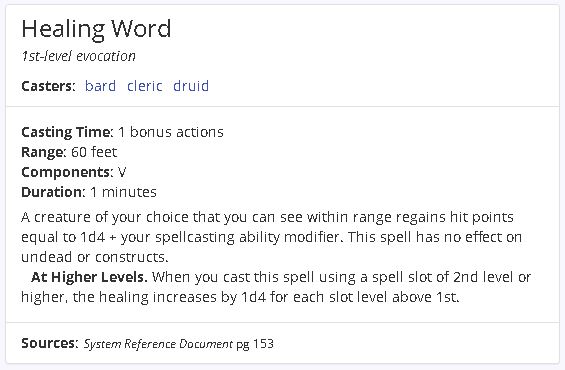 Healing Word
1st-level evocation
Casters: bard cleric druid
Casting Time: 1 bonus actions
Range: 60 feet
Components: V
Duration: 1 minutes
A creature of your choice that you can see within range regains hit points
equal to 1d4 + your spellcasting ability modifier. This spell has no effect on
undead or constructs.
At Higher Levels. When you cast this spell using a spell slot of 2nd level or
higher, the healing increases by 1d4 for each slot level above 1st.
Sources: System Reference Document pg 153